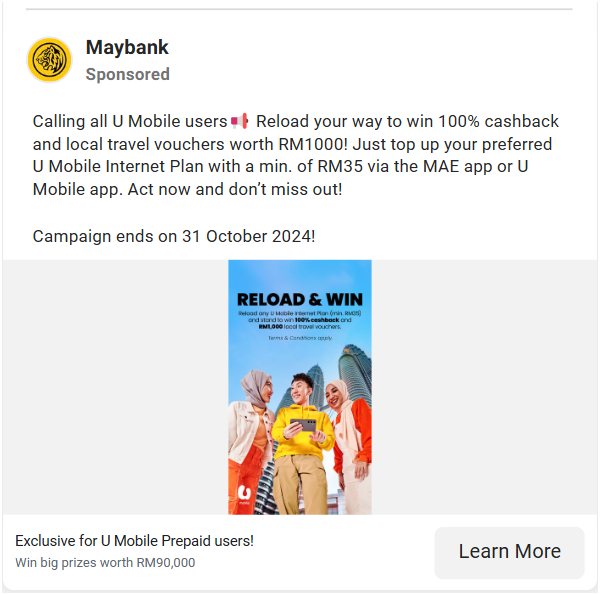 Maybank
Sponsored
Calling all U Mobile users📢 Reload your way to win 100% cashback
and local travel vouchers worth RM1000! Just top up your preferred
U Mobile Internet Plan with a min. of RM35 via the MAE app or U
Mobile app. Act now and don’t miss out!
Campaign ends on 31 October 2024!
RELOAD & WIN
Reload any U Mobile Internet Plan (min. RM35)
and stand to win 100% cashback and
RM1,000 local travel vouchers.
Terms & Conditions apply.
Exclusive for U Mobile Prepaid users!
Win big prizes worth RM90,000
Learn More